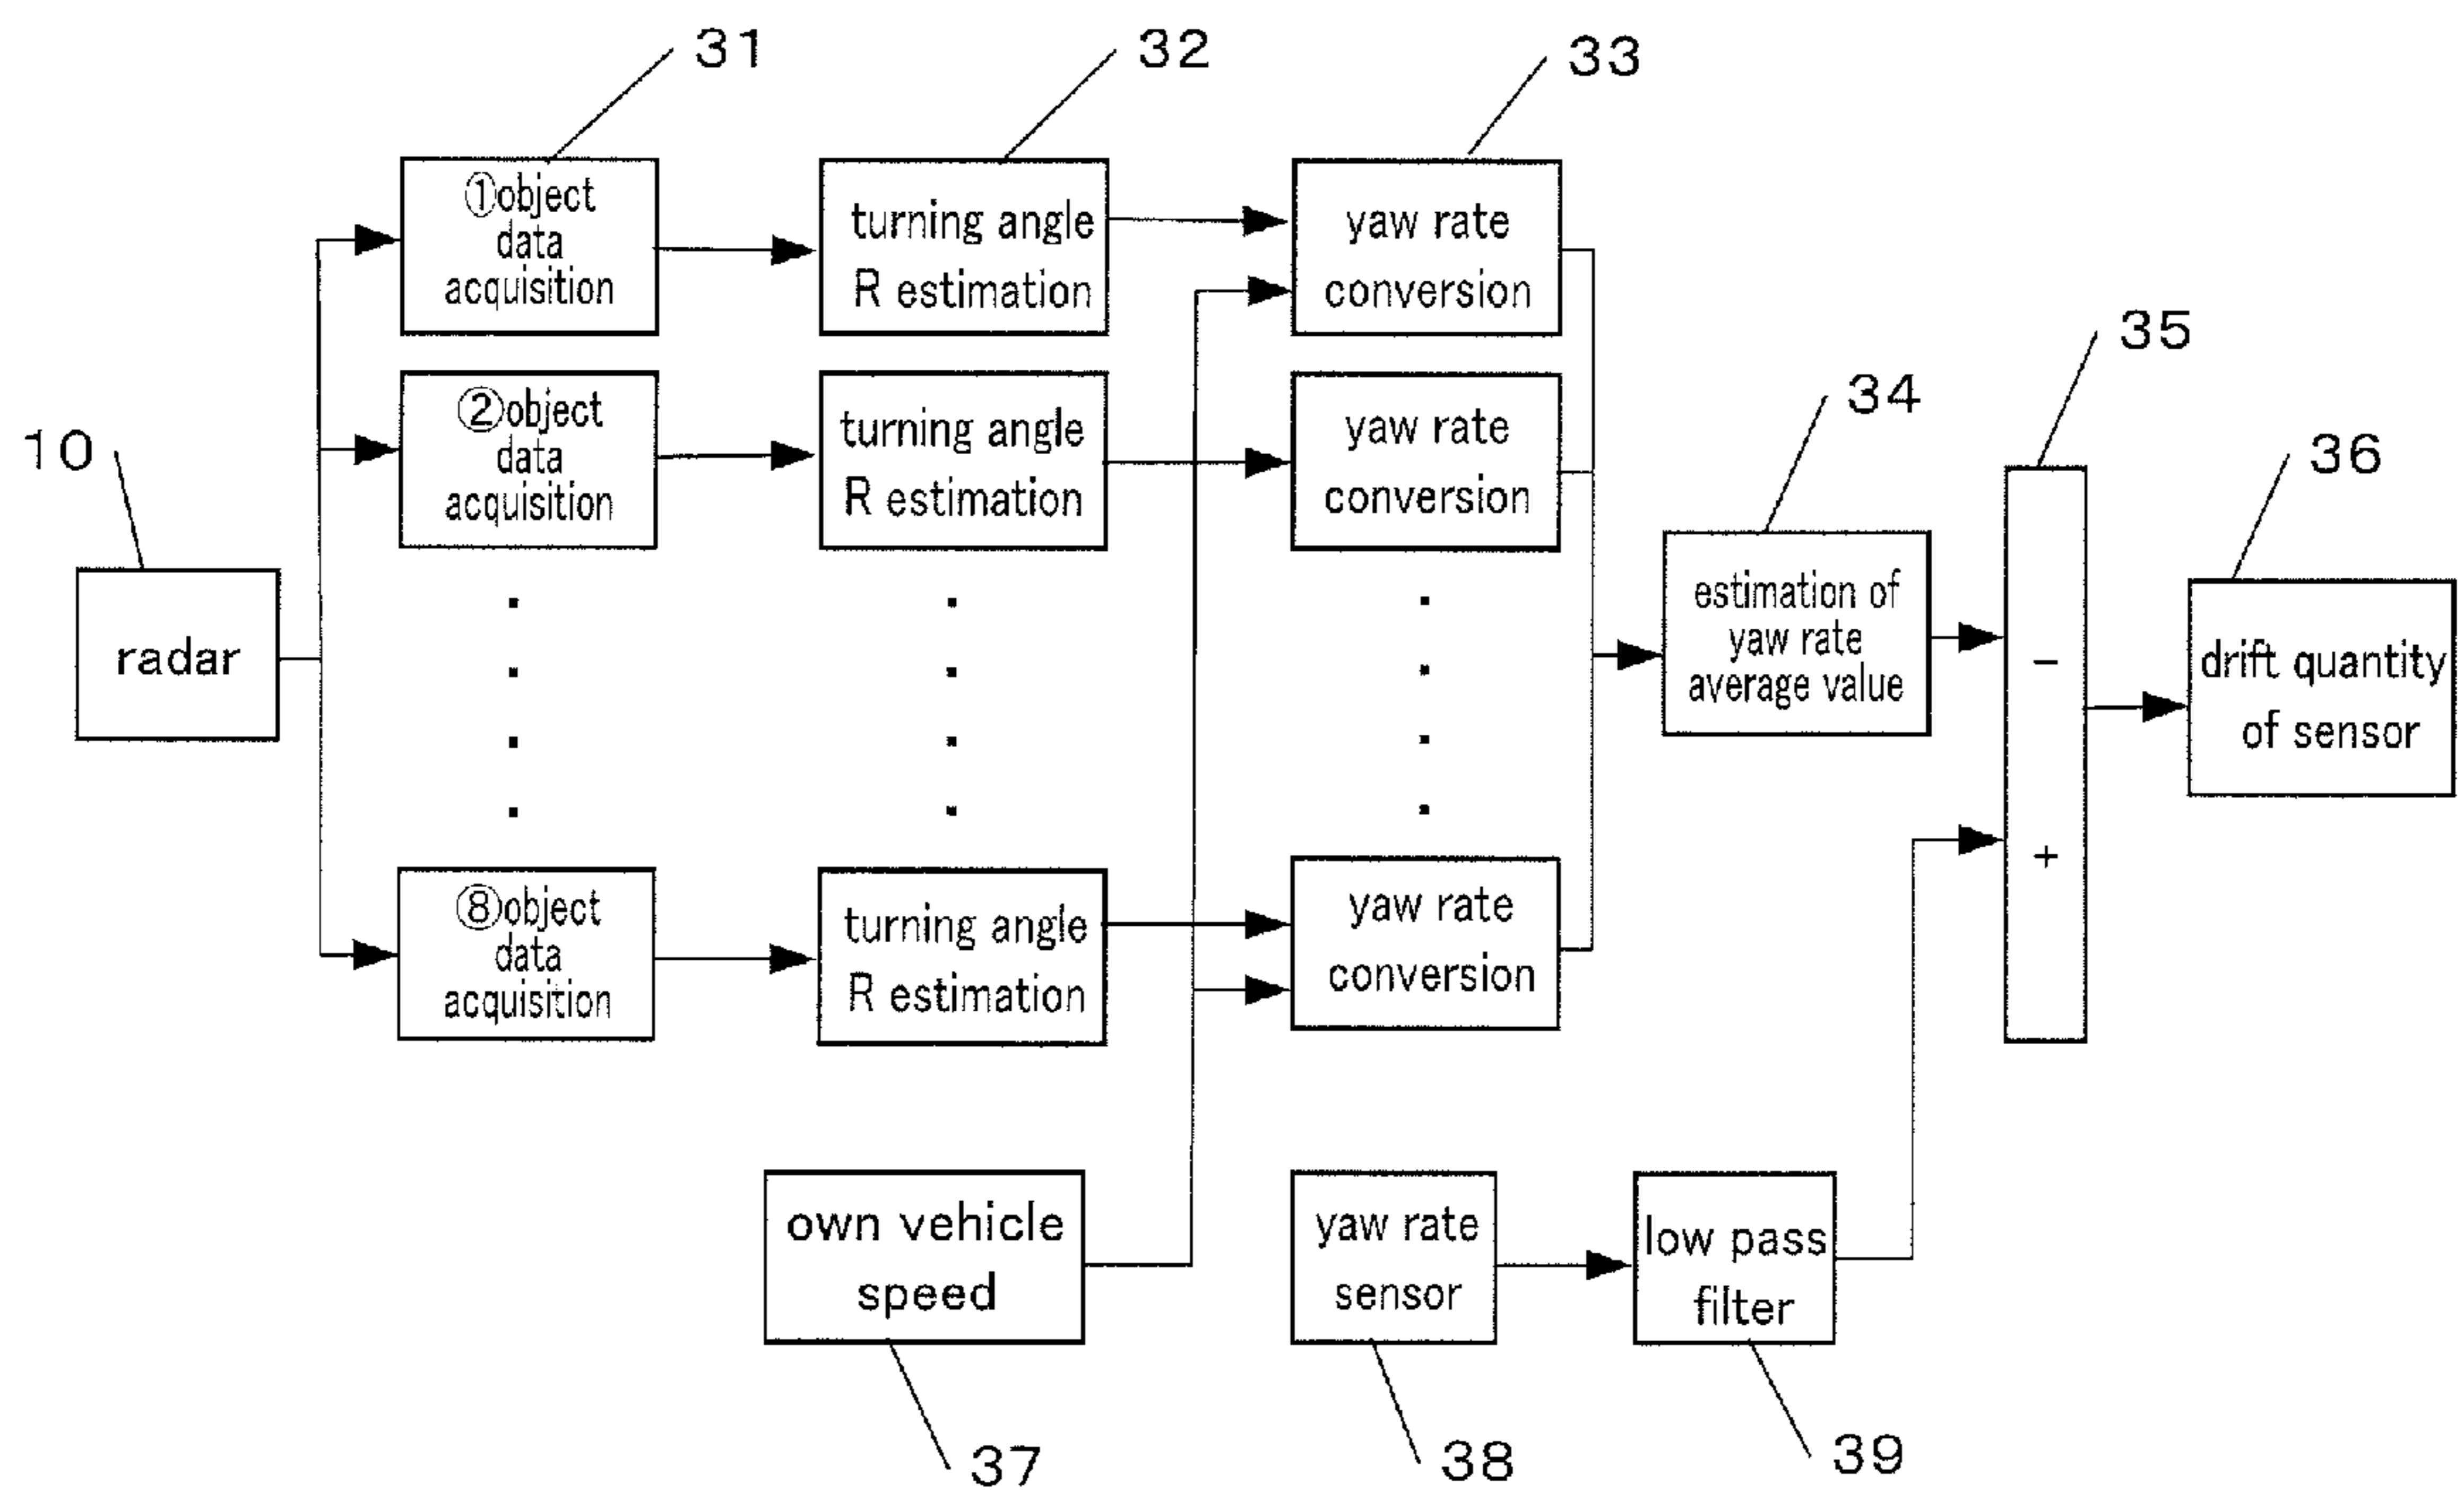 31
32
33
①object
data
acquisition
turning angle
R estimation
yaw rate
conversion
35
34
36
10
②object
data
acquisition
turning angle
R estimation
yaw rate
conversion
radar
estimation of
yaw rate
average value
−
+
drift quantity
of sensor
⑧object
data
acquisition
turning angle
R estimation
yaw rate
conversion
own vehicle
speed
yaw rate
sensor
low pass
filter
37
38
39